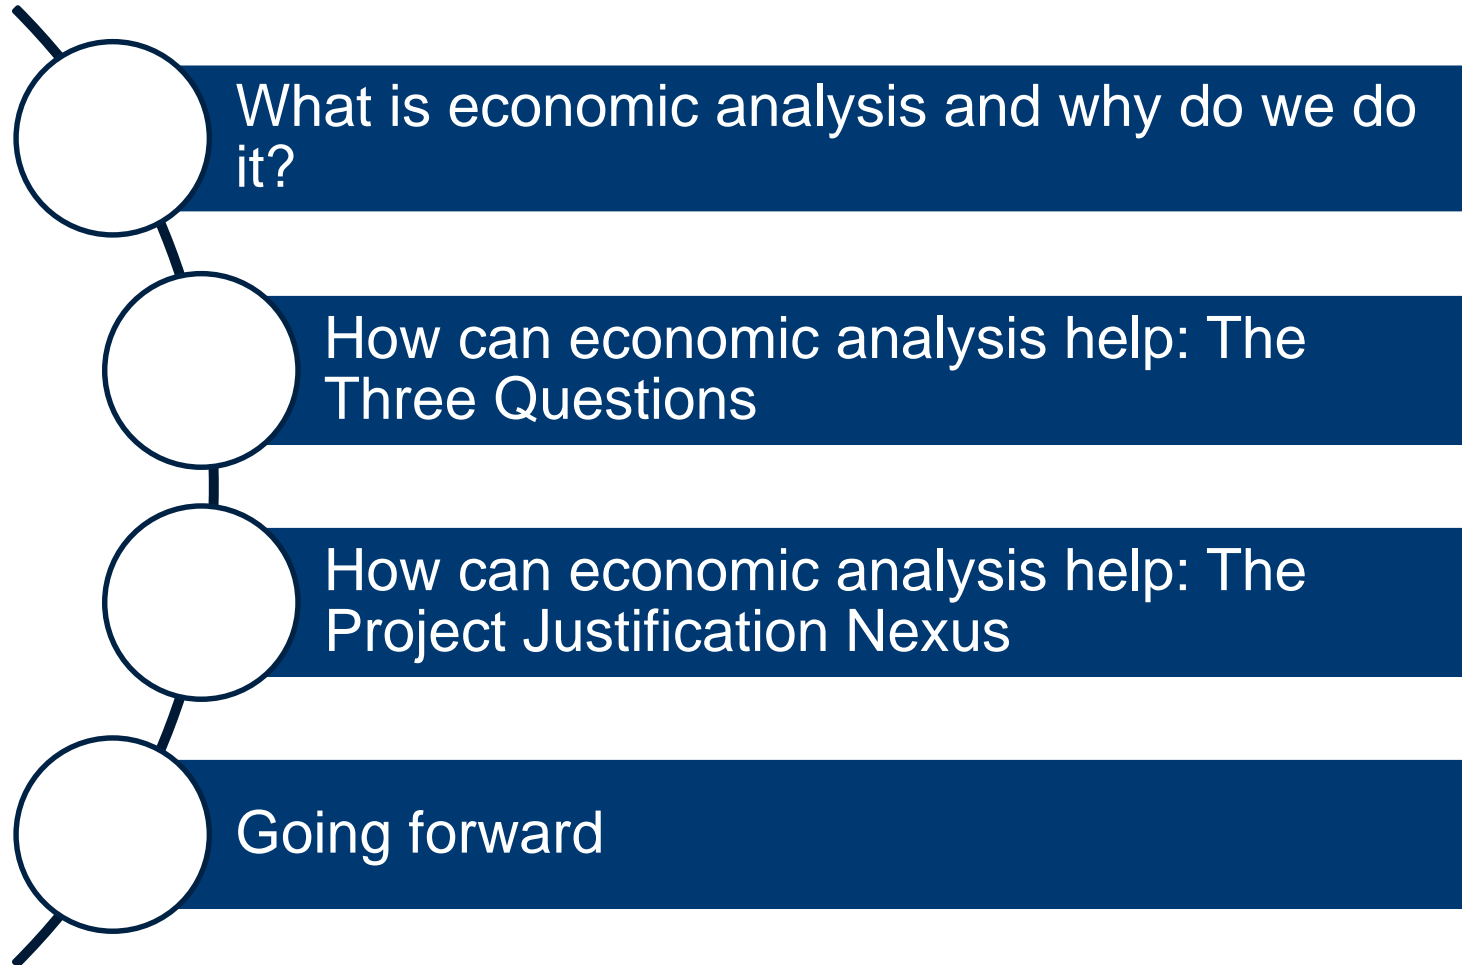 What is economic analysis and why do we do
it?
How can economic analysis help: The
Three Questions
How can economic analysis help: The
Project Justification Nexus
Going forward